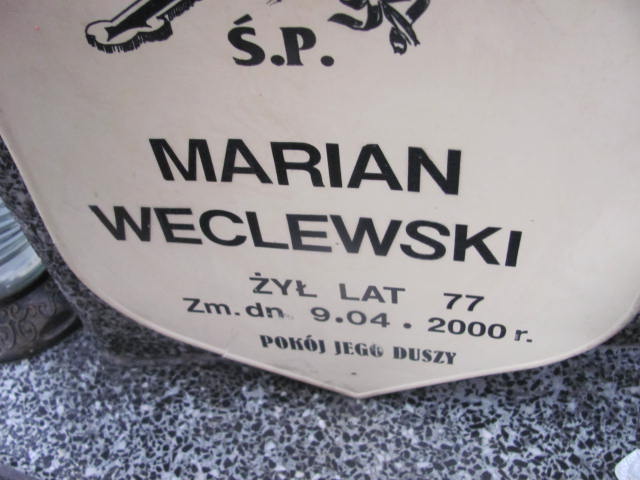 Ś.P.
MARIAN
WECLEWSKI
ŻYŁ LAT 77
Zm. dn 9.04.2000 r.
POKÓJ JEGO DUSZY